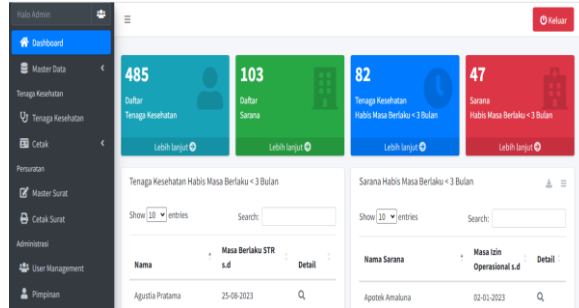 Halo Admin
Dashboard
Master Data
Tenaga Kesehatan
Tenaga Kesehatan
Cetak
Persuratan
Master Surat
Cetak Surat
Administrasi
User Management
Pimpinan
Keluar
485
Daftar
Tenaga Kesehatan
Lebih lanjut
103
Daftar
Sarana
Lebih lanjut
82
Tenaga Kesehatan
Habis Masa Berlaku < 3 Bulan
Lebih lanjut
47
Sarana
Habis Masa Berlaku < 3 Bulan
Lebih lanjut
Tenaga Kesehatan Habis Masa Berlaku < 3 Bulan
Show 10 entries
Search:
Nama
Masa Berlaku STR
s.d
Detail
Agustia Pratama
25-08-2023
Sarana Habis Masa Berlaku < 3 Bulan
Show 10 entries
Search:
Nama Sarana
Masa Izin
Operasional s.d
Detail
Apotek Amaluna
02-01-2023